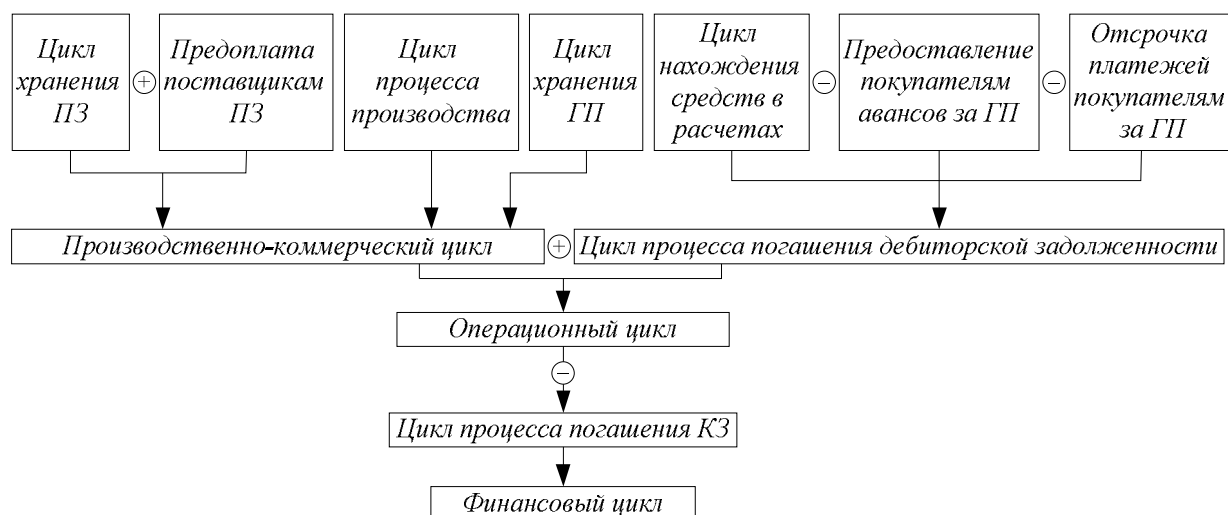 Цикл
хранения
ПЗ
+
Предоплата
поставщикам
ПЗ
Цикл
процесса
производства
Цикл
хранения
ГП
Цикл
нахождения
средств в
расчетах
−
Предоставление
покупателям
авансов за ГП
−
Отсрочка
платежей
покупателям
за ГП
Производственно-коммерческий цикл
+
Цикл процесса погашения дебиторской задолженности
Операционный цикл
−
Цикл процесса погашения КЗ
Финансовый цикл